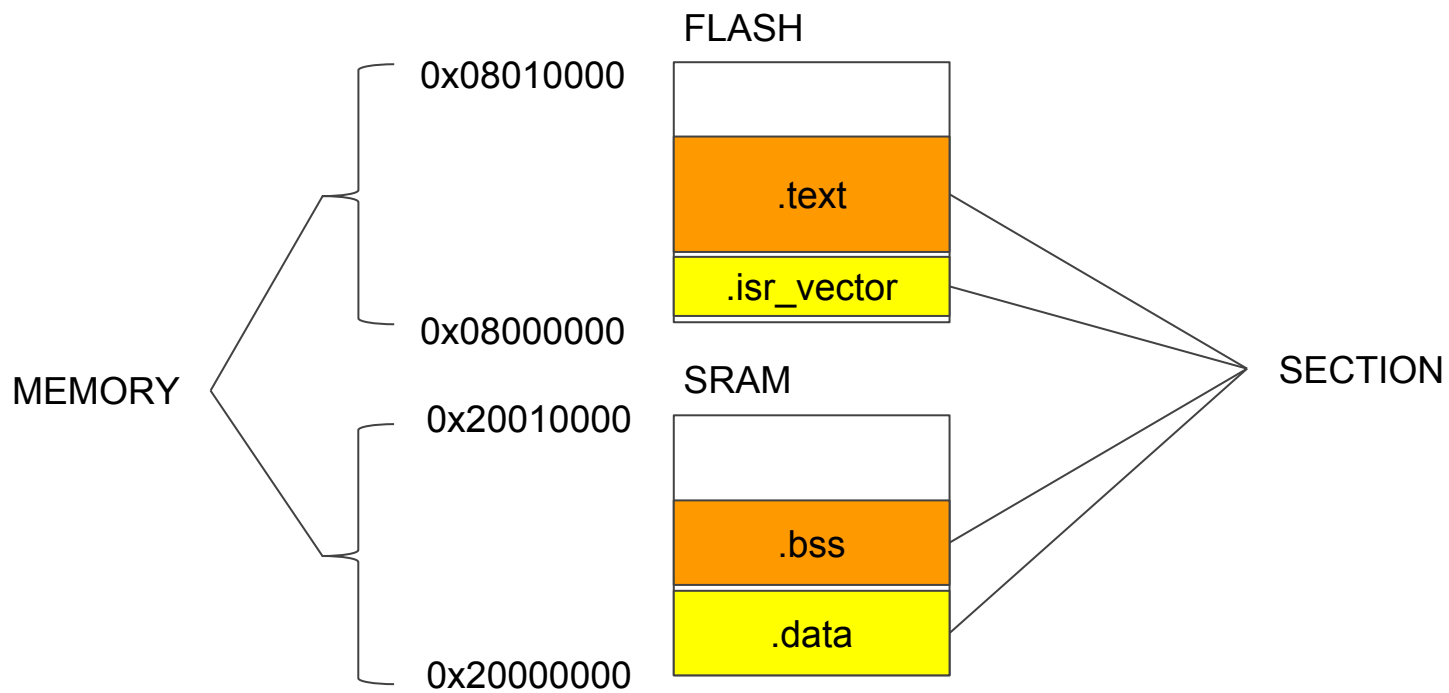 FLASH
0x08010000
.text
.isr_vector
0x08000000
MEMORY
SECTION
SRAM
0x20010000
.bss
.data
0x20000000